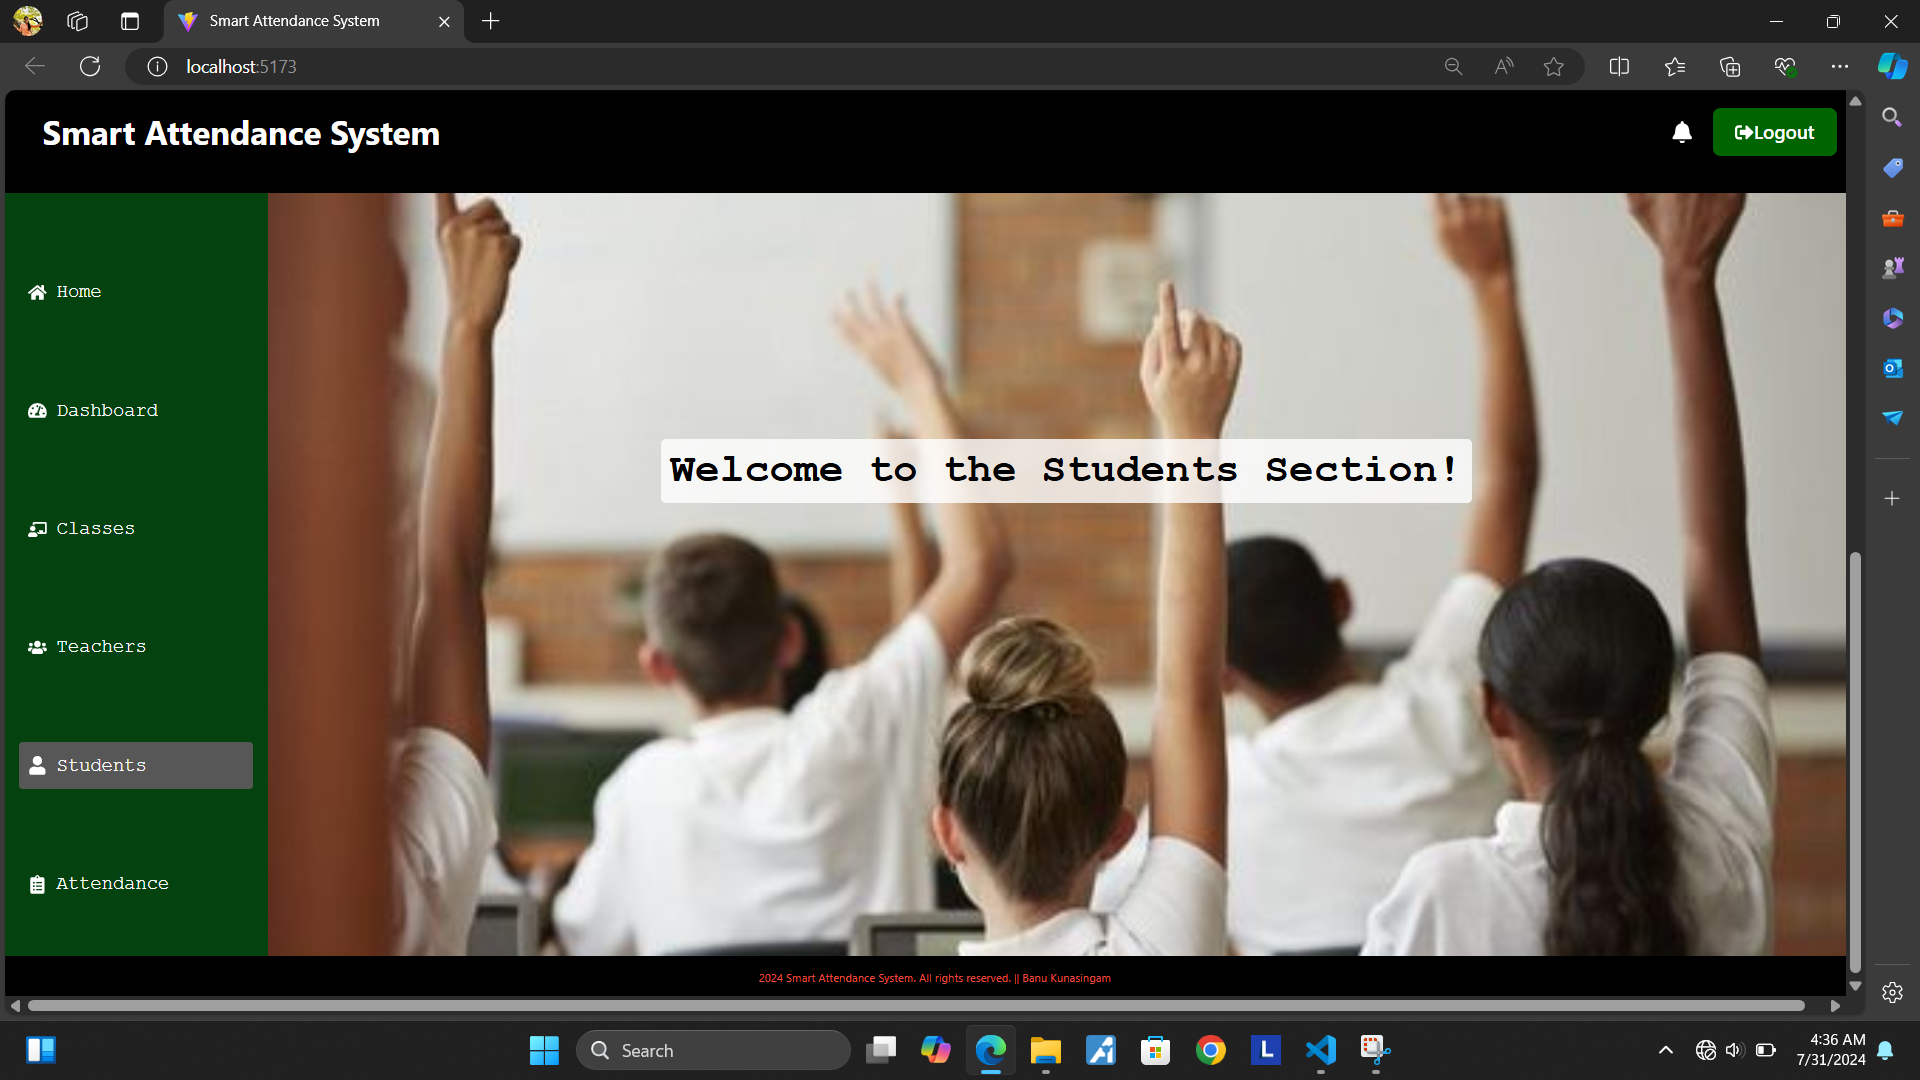 Smart Attendance System
localhost:5173
Smart Attendance System
Logout
Home
Dashboard
Classes
Teachers
Students
Attendance
Welcome to the Students Section!
2024 Smart Attendance System. All rights reserved. || Banu Kunasingam
Search
L
4:36 AM
7/31/2024